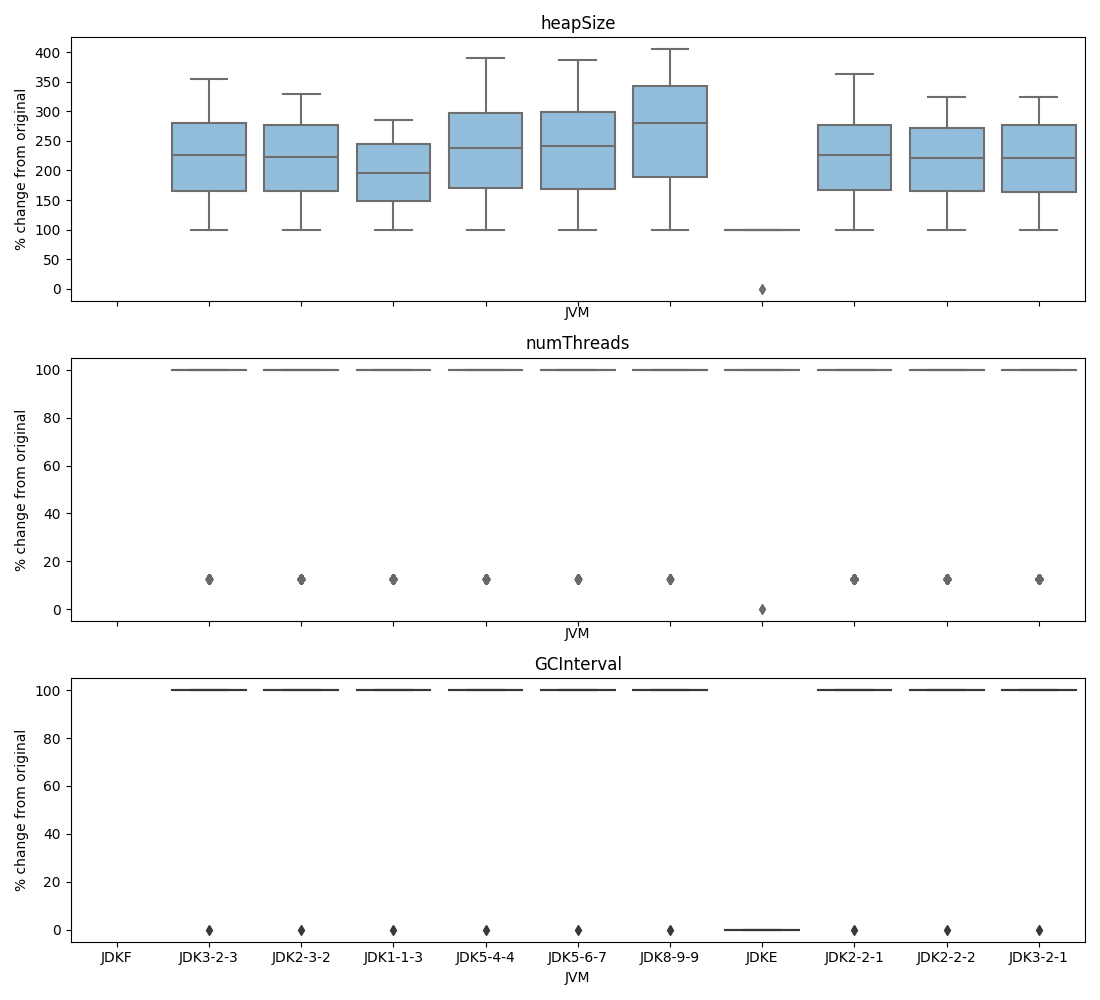 heapSize
% change from original
400
350
300
250
200
150
100
50
0
JVM
numThreads
% change from original
100
80
60
40
20
0
JVM
GCInterval
% change from original
100
80
60
40
20
0
JDKF JDK3-2-3 JDK2-3-2 JDK1-1-3 JDK5-4-4 JDK5-6-7 JDK8-9-9 JDKE JDK2-2-1 JDK2-2-2 JDK3-2-1
JVM